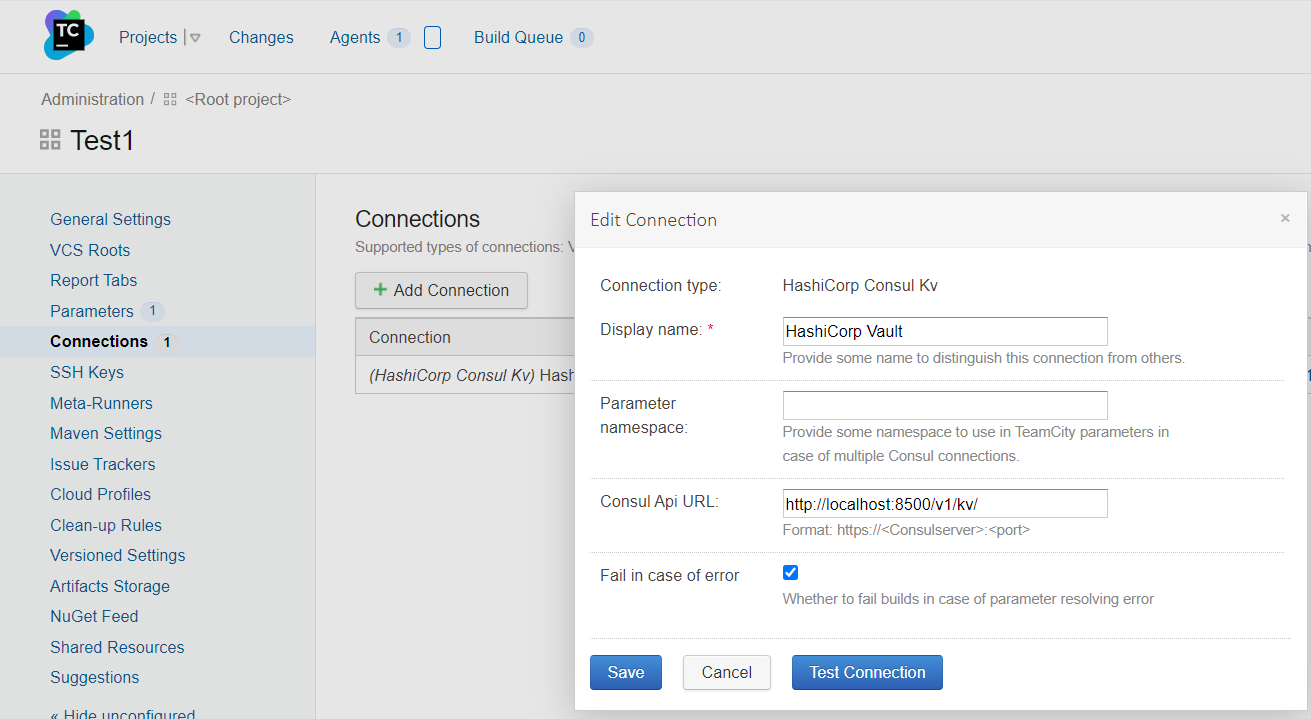 TC
Projects
Changes
Agents 1
Build Queue 0
Administration / <Root project>
Test1
General Settings
VCS Roots
Report Tabs
Parameters 1
Connections 1
SSH Keys
Meta-Runners
Maven Settings
Issue Trackers
Cloud Profiles
Clean-up Rules
Versioned Settings
Artifacts Storage
NuGet Feed
Shared Resources
Suggestions
« Hide unconfigured
Connections
Supported types of connections:
+ Add Connection
Connection
(HashiCorp Consul Kv) Hash
Edit Connection
×
Connection type: HashiCorp Consul Kv
Display name: * HashiCorp Vault
Provide some name to distinguish this connection from others.
Parameter
namespace:
Provide some namespace to use in TeamCity parameters in
case of multiple Consul connections.
Consul Api URL: http://localhost:8500/v1/kv/
Format: https://<Consulserver>:<port>
Fail in case of error
Whether to fail builds in case of parameter resolving error
Save Cancel Test Connection